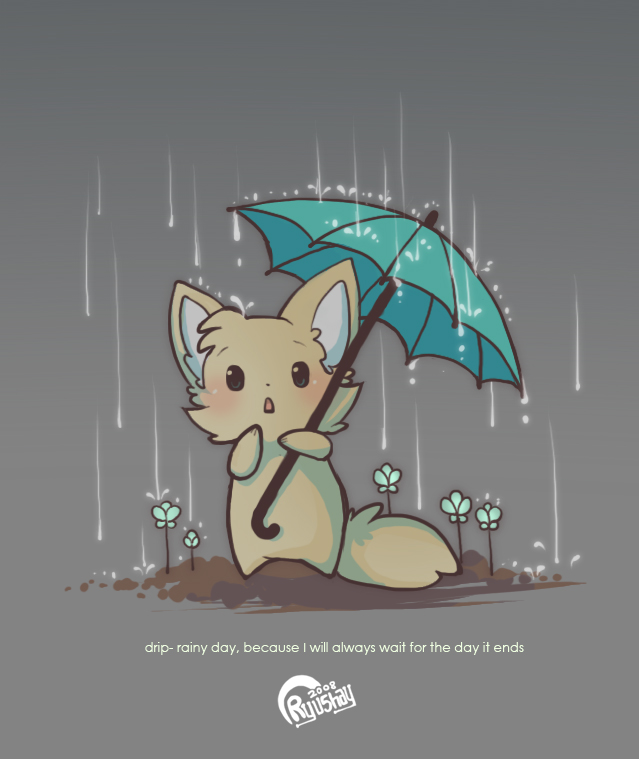 drip- rainy day, because I will always wait for the day it ends
2008
Ryushay